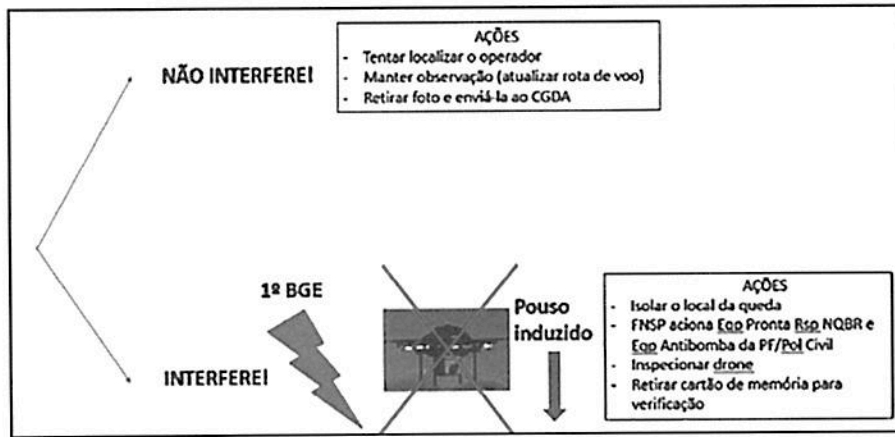 AÇÕES
- Tentar localizar o operador
- Manter observação (atualizar rota de voo)
- Retirar foto e enviá-la ao CGDA
NÃO INTERFEREI
1º BGE
Pouso
induzido
INTERFEREI
AÇÕES
- Isolar o local da queda
- FNSP aciona Eqp Pronta Rsp NQBR e
Eqp Antibomba da PF/Pol Civil
- Inspecionar drone
- Retirar cartão de memória para
verificação